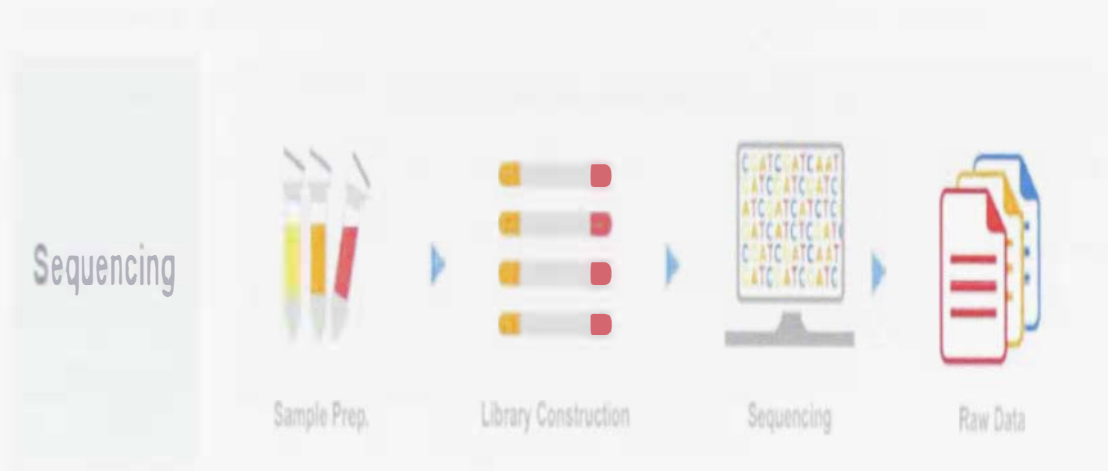 Sequencing
Sample Prep.
Library Construction
Sequencing
Raw Data